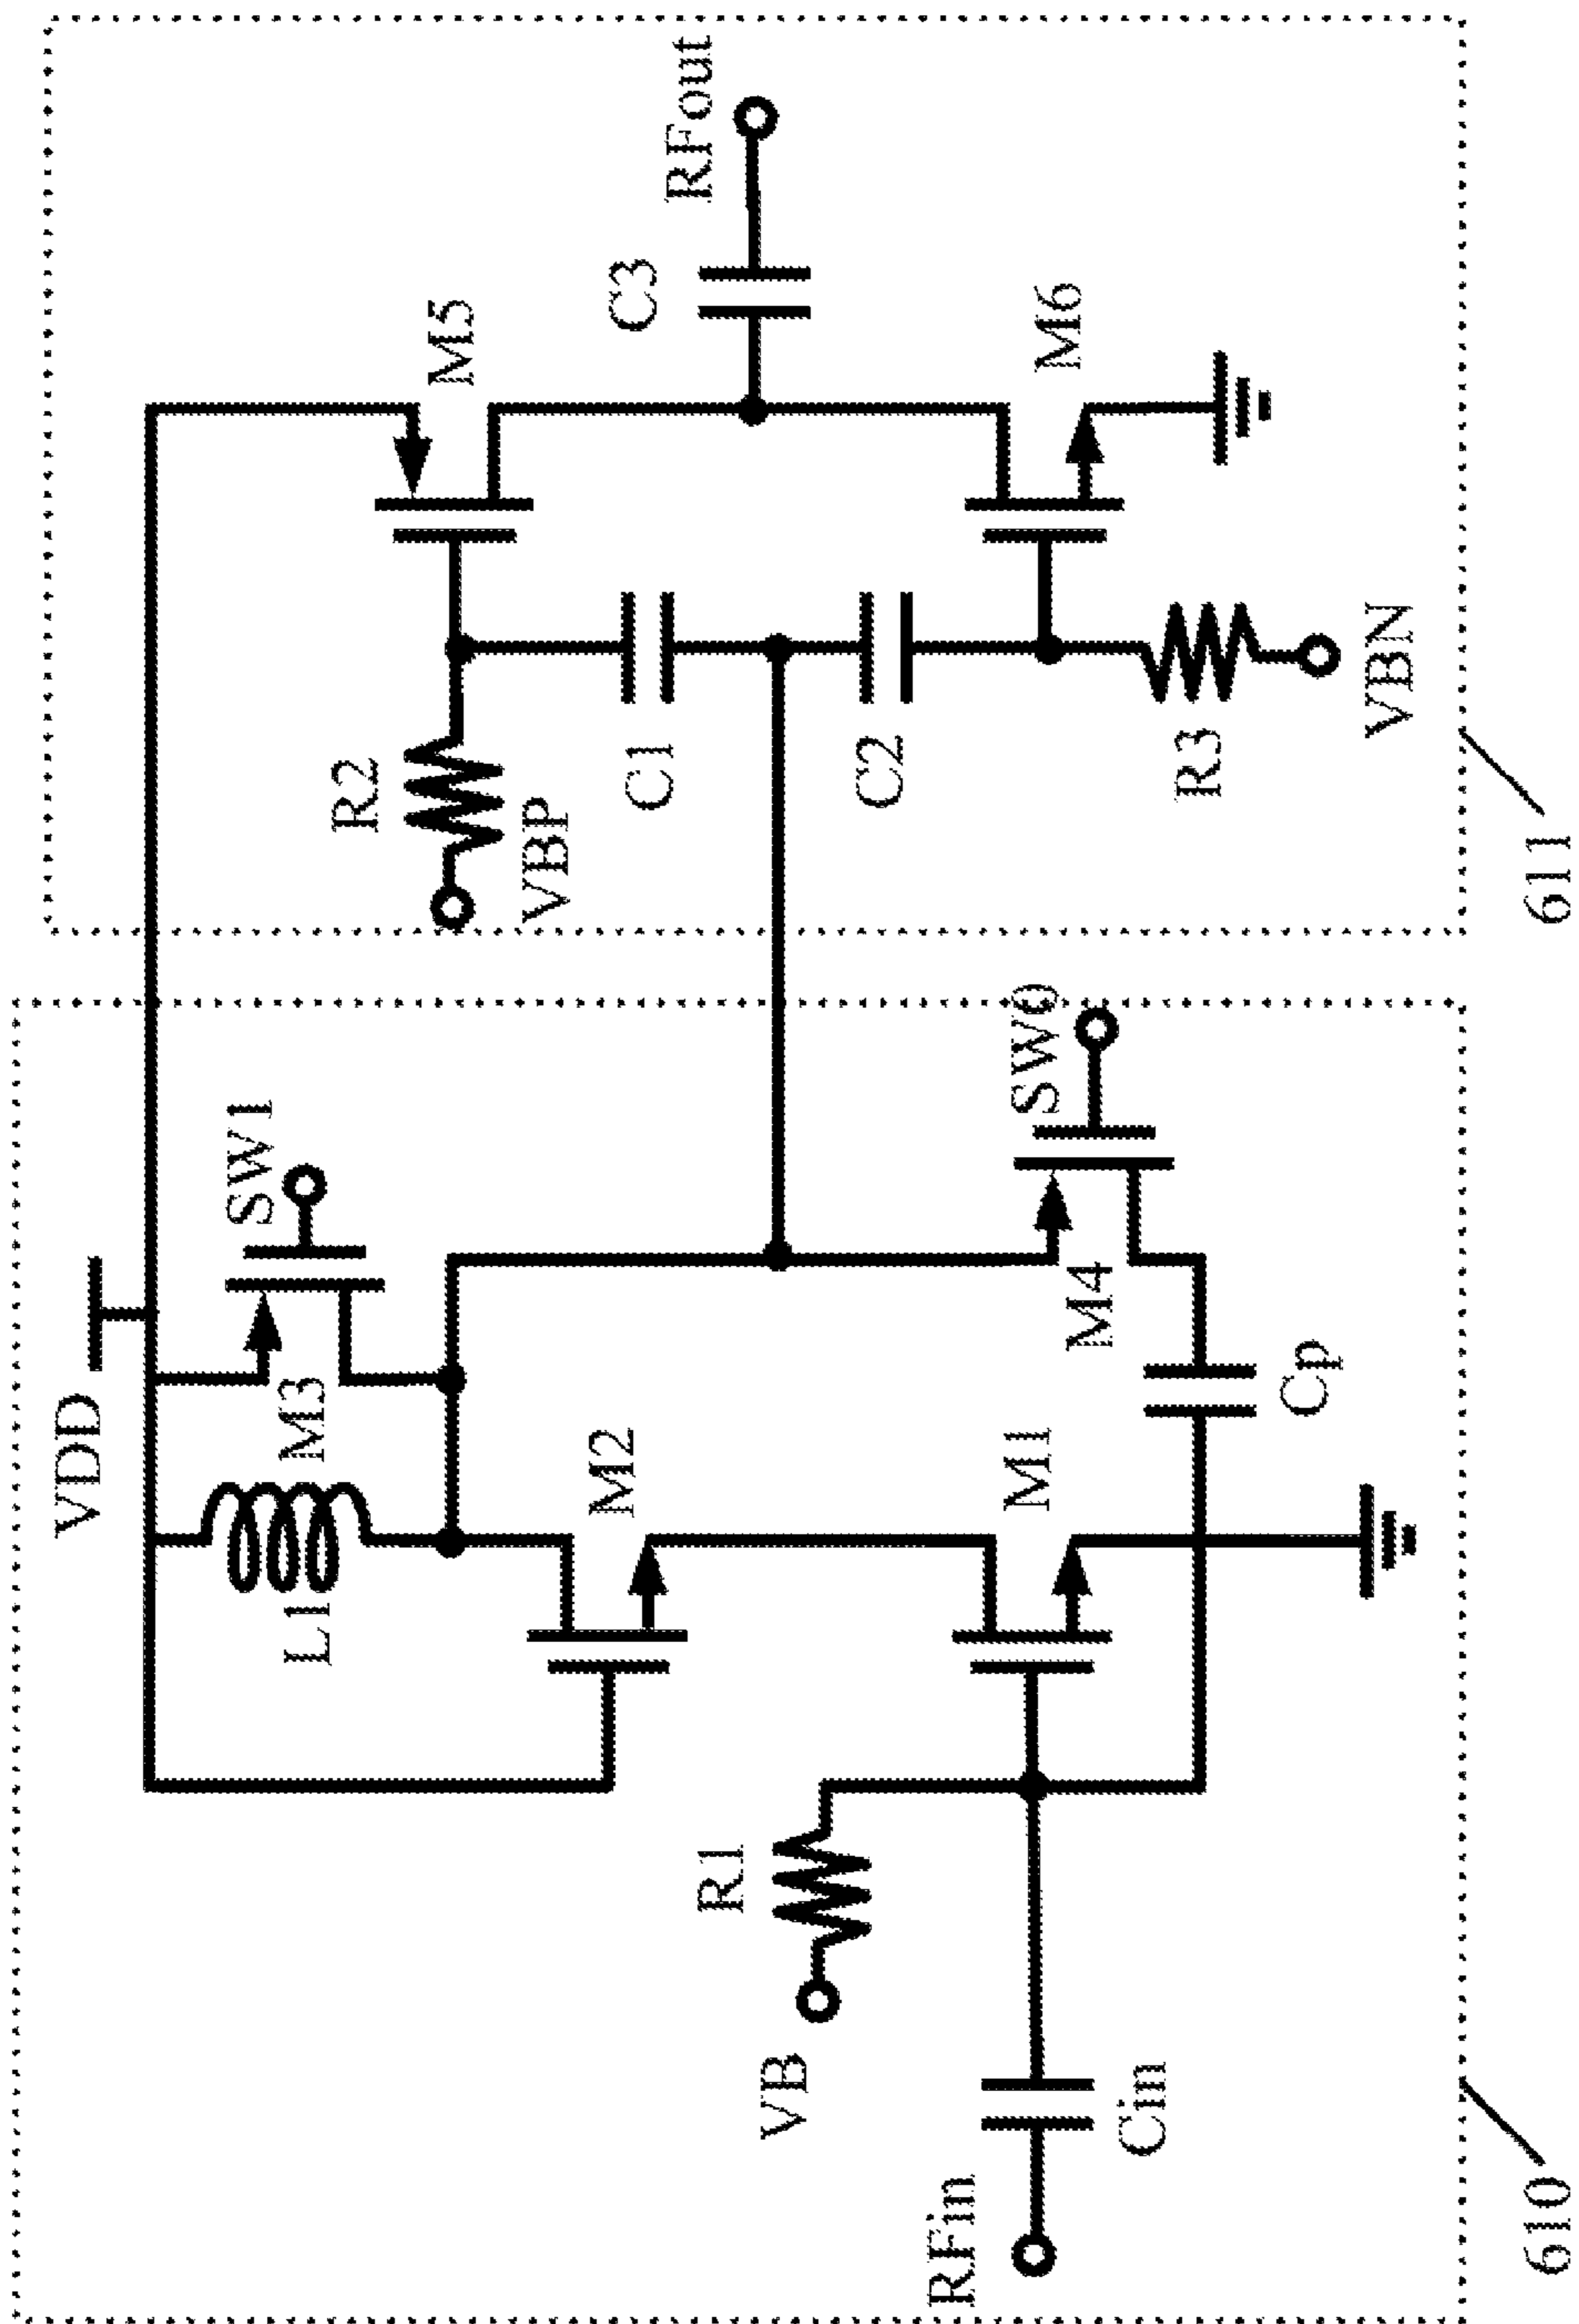 VDD
SW1
L1
M3
M2
R1
VB
M1
M4
SW0
RFin
Cin
Cp
610
M5
R2
VBP
C1
C2
C3
RFout
M6
R3
VBN
611